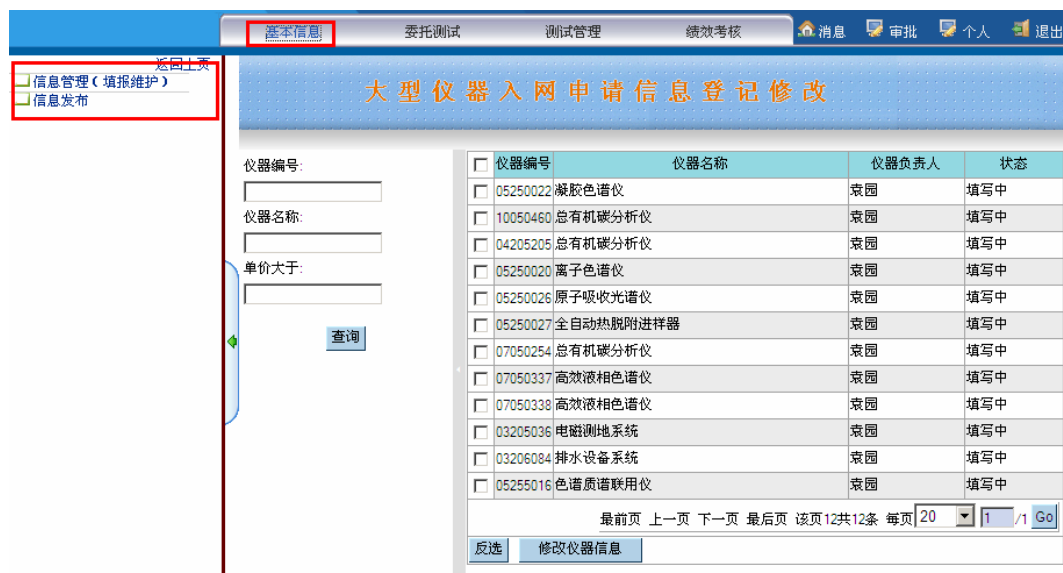 基本信息 委托测试 测试管理 绩效考核 消息 审批 个人 退出
返回上页
信息管理(填报维护)
信息发布
大型仪器入网申请信息登记修改
仪器编号:
仪器名称:
单价大于:
查询
仪器编号 仪器名称 仪器负责人 状态
05250022 凝胶色谱仪 袁园 填写中
10050460 总有机碳分析仪 袁园 填写中
04205205 总有机碳分析仪 袁园 填写中
05250020 离子色谱仪 袁园 填写中
05250026 原子吸收光谱仪 袁园 填写中
05250027 全自动热脱附进样器 袁园 填写中
07050254 总有机碳分析仪 袁园 填写中
07050337 高效液相色谱仪 袁园 填写中
07050338 高效液相色谱仪 袁园 填写中
03205036 电磁测地系统 袁园 填写中
03206084 排水设备系统 袁园 填写中
05255016 色谱质谱联用仪 袁园 填写中
最前页 上一页 下一页 最后页 该页12共12条 每页 20 1 /1 Go
反选 修改仪器信息